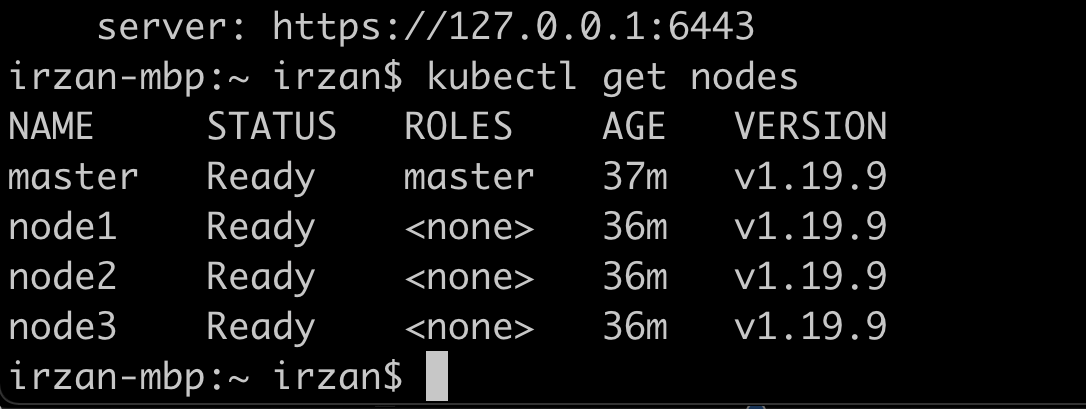 server: https://127.0.0.1:6443
irzan-mbp:~ irzan$ kubectl get nodes
NAME STATUS ROLES AGE VERSION
master Ready master 37m v1.19.9
node1 Ready <none> 36m v1.19.9
node2 Ready <none> 36m v1.19.9
node3 Ready <none> 36m v1.19.9
irzan-mbp:~ irzan$